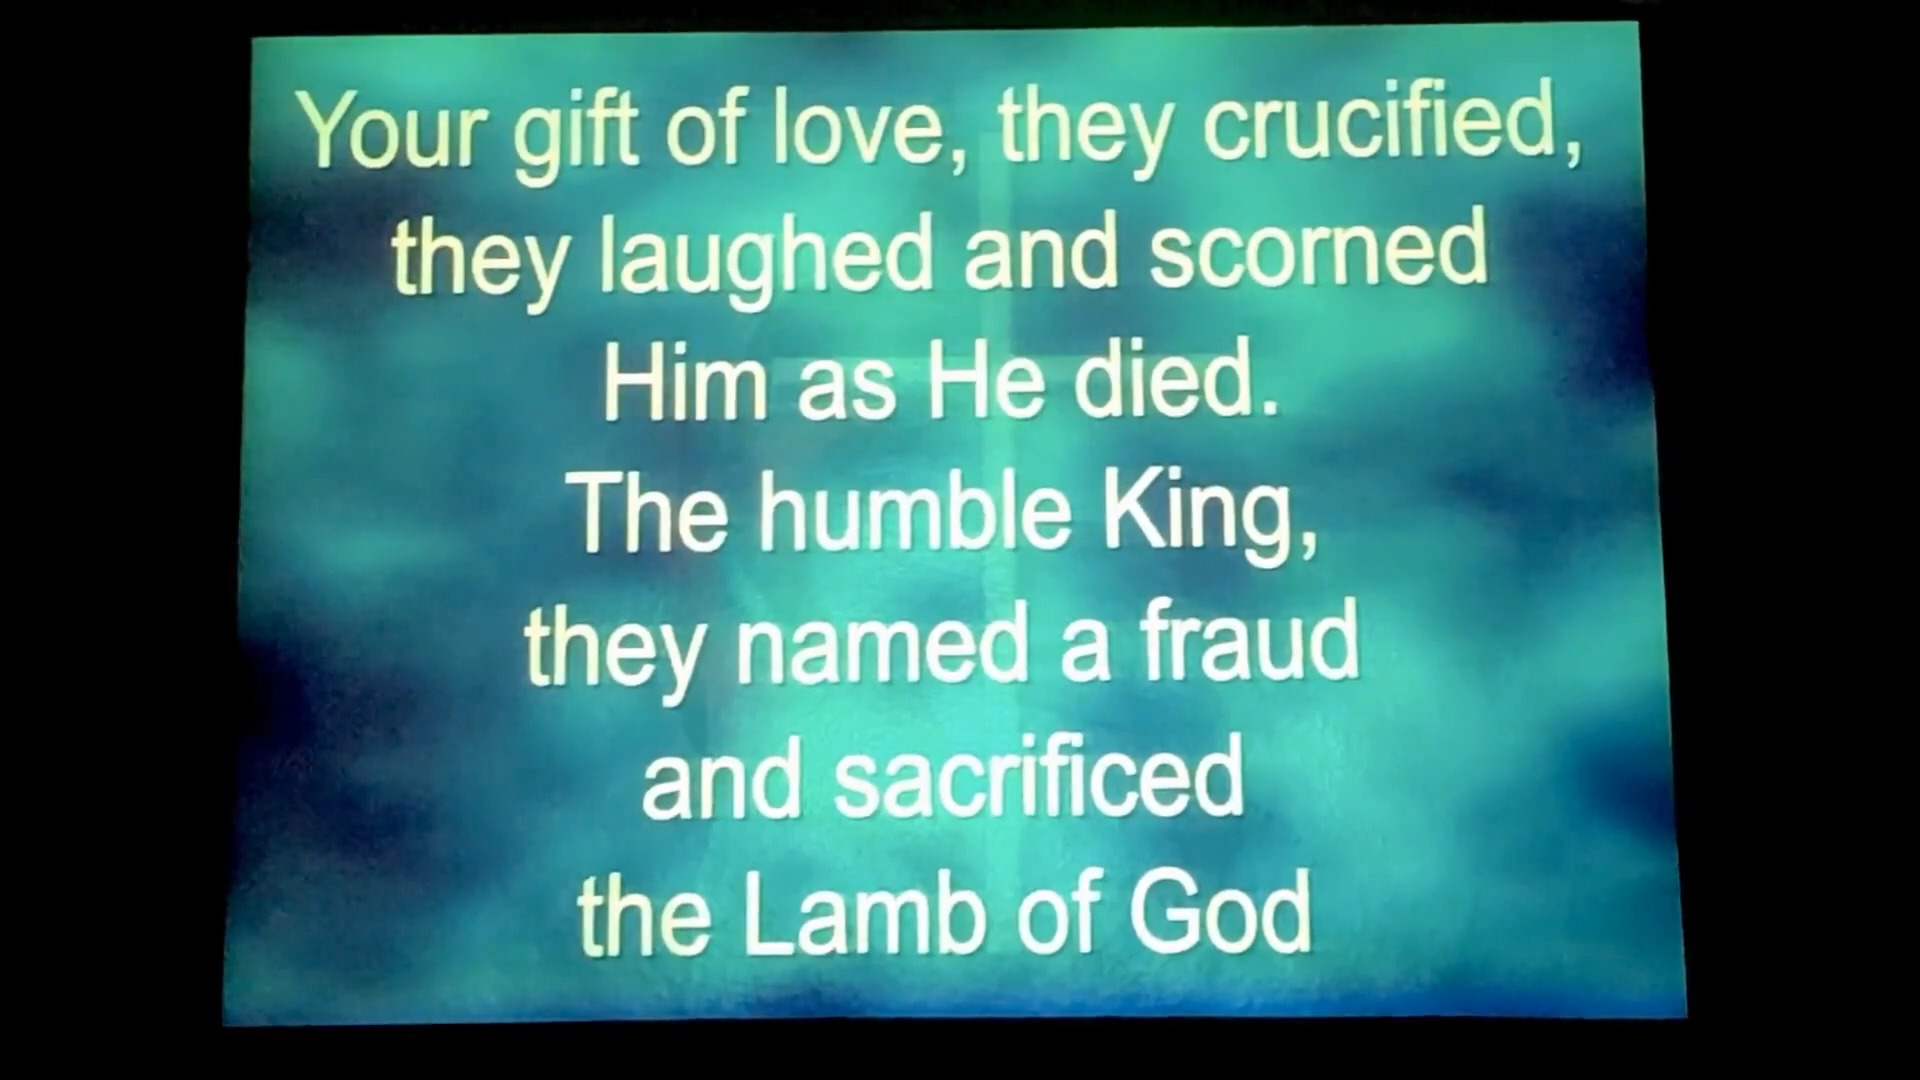 Your gift of love, they crucified,
they laughed and scorned
Him as He died.
The humble King,
they named a fraud
and sacrificed
the Lamb of God